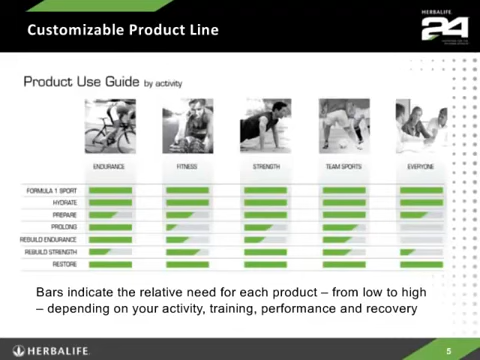 Customizable Product Line
HERBALIFE
24
Product Use Guide by activity
ENDURANCE FITNESS STRENGTH TEAM SPORTS EVERYONE
FORMULA 1 SPORT
HYDRATE
PREPARE
PROLONG
REBUILD ENDURANCE
REBUILD STRENGTH
RESTORE
Bars indicate the relative need for each product – from low to high
– depending on your activity, training, performance and recovery
HERBALIFE
5